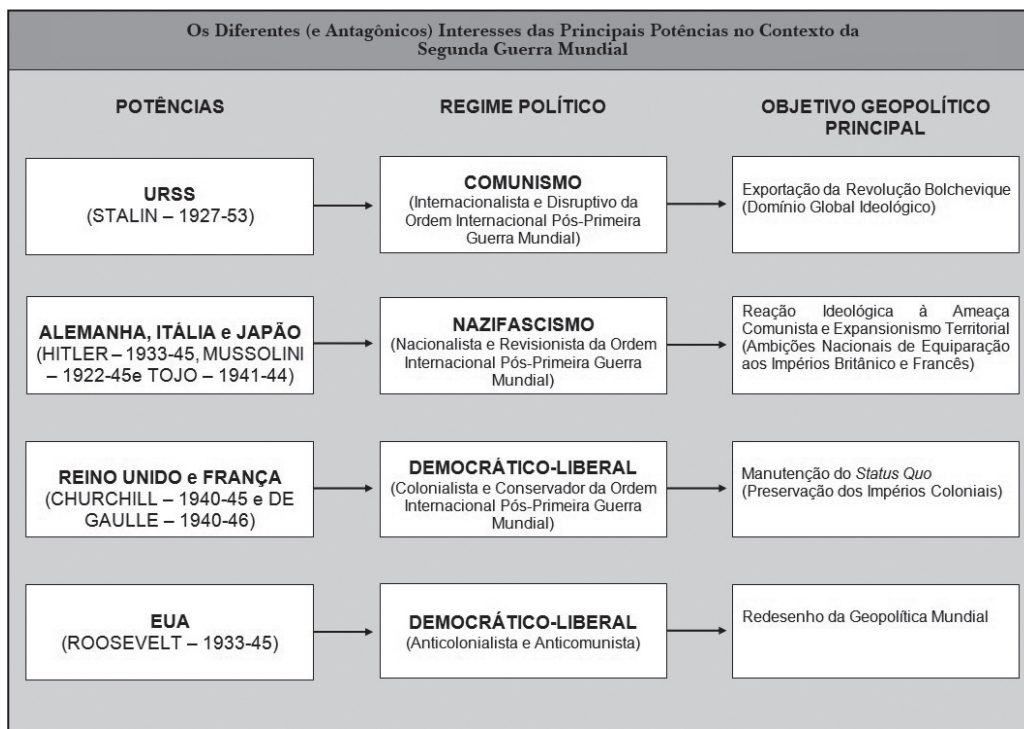 Os Diferentes (e Antagônicos) Interesses das Principais Potências no Contexto da
Segunda Guerra Mundial
POTÊNCIAS
REGIME POLÍTICO
OBJETIVO GEOPOLÍTICO
PRINCIPAL
URSS
(STALIN – 1927-53)
COMUNISMO
(Internacionalista e Disruptivo da
Ordem Internacional Pós-Primeira
Guerra Mundial)
Exportação da Revolução Bolchevique
(Domínio Global Ideológico)
ALEMANHA, ITÁLIA e JAPÃO
(HITLER – 1933-45, MUSSOLINI
– 1922-45e TOJO – 1941-44)
NAZIFASCISMO
(Nacionalista e Revisionista da Ordem
Internacional Pós-Primeira Guerra
Mundial)
Reação Ideológica à Ameaça
Comunista e Expansionismo Territorial
(Ambições Nacionais de Equiparação
aos Impérios Britânico e Francês)
REINO UNIDO e FRANÇA
(CHURCHILL – 1940-45 e DE
GAULLE – 1940-46)
DEMOCRÁTICO-LIBERAL
(Colonialista e Conservador da Ordem
Internacional Pós-Primeira Guerra
Mundial)
Manutenção do Status Quo
(Preservação dos Impérios Coloniais)
EUA
(ROOSEVELT – 1933-45)
DEMOCRÁTICO-LIBERAL
(Anticolonialista e Anticomunista)
Redesenho da Geopolítica Mundial